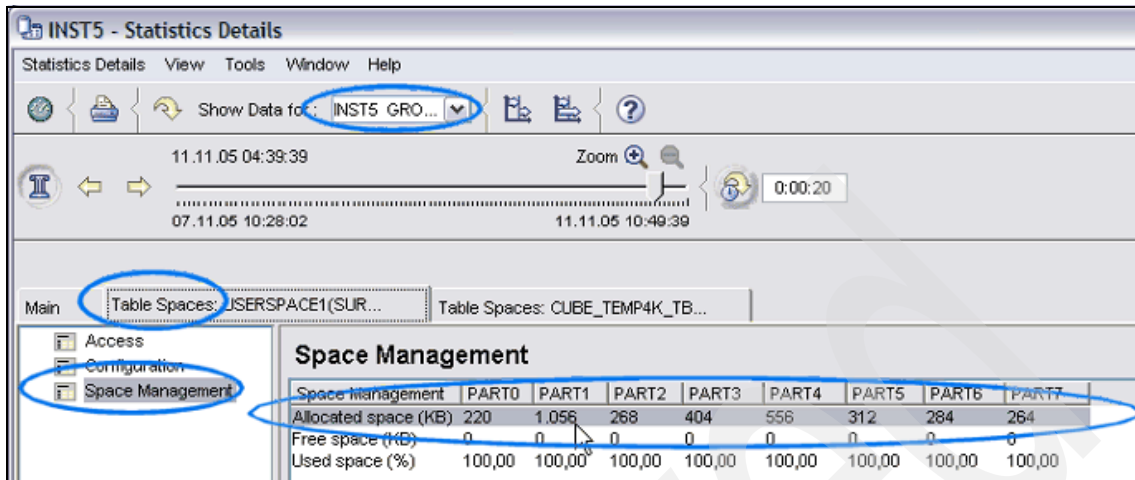 INST5 - Statistics Details
Statistics Details View Tools Window Help
Show Data for: INST5 GRO...
11.11.05 04:39:39 Zoom
0:00:20
07.11.05 10:28:02 11.11.05 10:49:39
Main Table Spaces: USERSPACE1(SUR... Table Spaces: CUBE_TEMP4K_TB...
Access
Configuration
Space Management
Space Management
Space Management PART0 PART1 PART2 PART3 PART4 PART5 PART6 PART7
Allocated space (KB) 220 1.056 268 404 556 312 284 264
Free space (KB) 0 0 0 0 0 0 0 0
Used space (%) 100,00 100,00 100,00 100,00 100,00 100,00 100,00 100,00